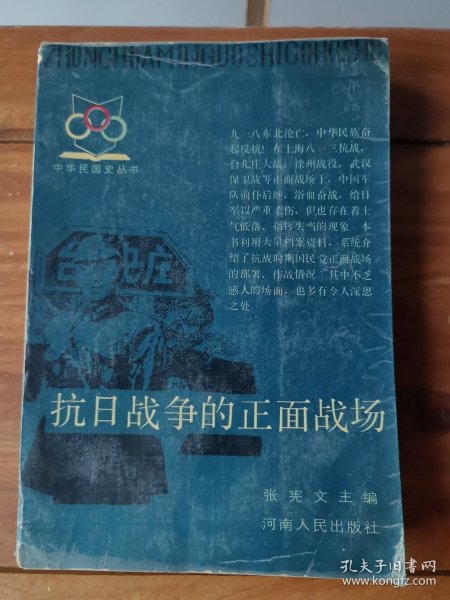 ZHONGHUAMINGUOSHICONGSHU
中华民国史丛书
九一八东北沦亡，中华民族奋
起反抗！在上海八一三抗战，
台儿庄大战，徐州战役，武汉
保卫战等正面战场上，中国军
队前仆后继，浴血奋战，给日
军以严重杀伤，但也存在着士
气低落，指挥失当的现象 本
书利用大量档案资料，系统介
绍了抗战时期国民党正面战场
的部署、作战情况 其中不乏
感人的场面，也多有令人深思
之处
台儿庄
抗日战争的正面战场
张宪文主编
河南人民出版社
孔夫子旧书网
www.kongfz.com